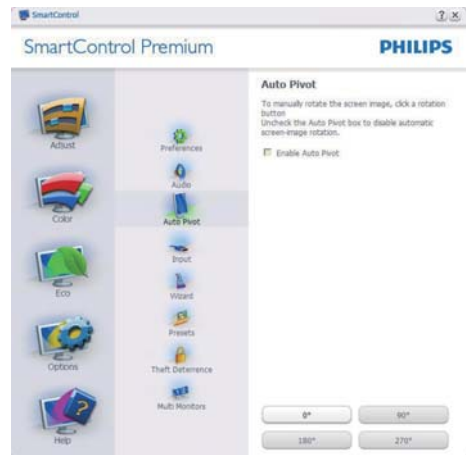 SmartControl
? x
SmartControl Premium
PHILIPS
Adjust
Color
Eco
Options
Help
Preferences
Audio
Auto Pivot
Input
Wizard
Presets
Theft Deterrence
Multi Monitors
Auto Pivot
To manually rotate the screen image, click a rotation
button
Uncheck the Auto Pivot box to disable automatic
screen-image rotation.
Enable Auto Pivot
0°
90°
180°
270°